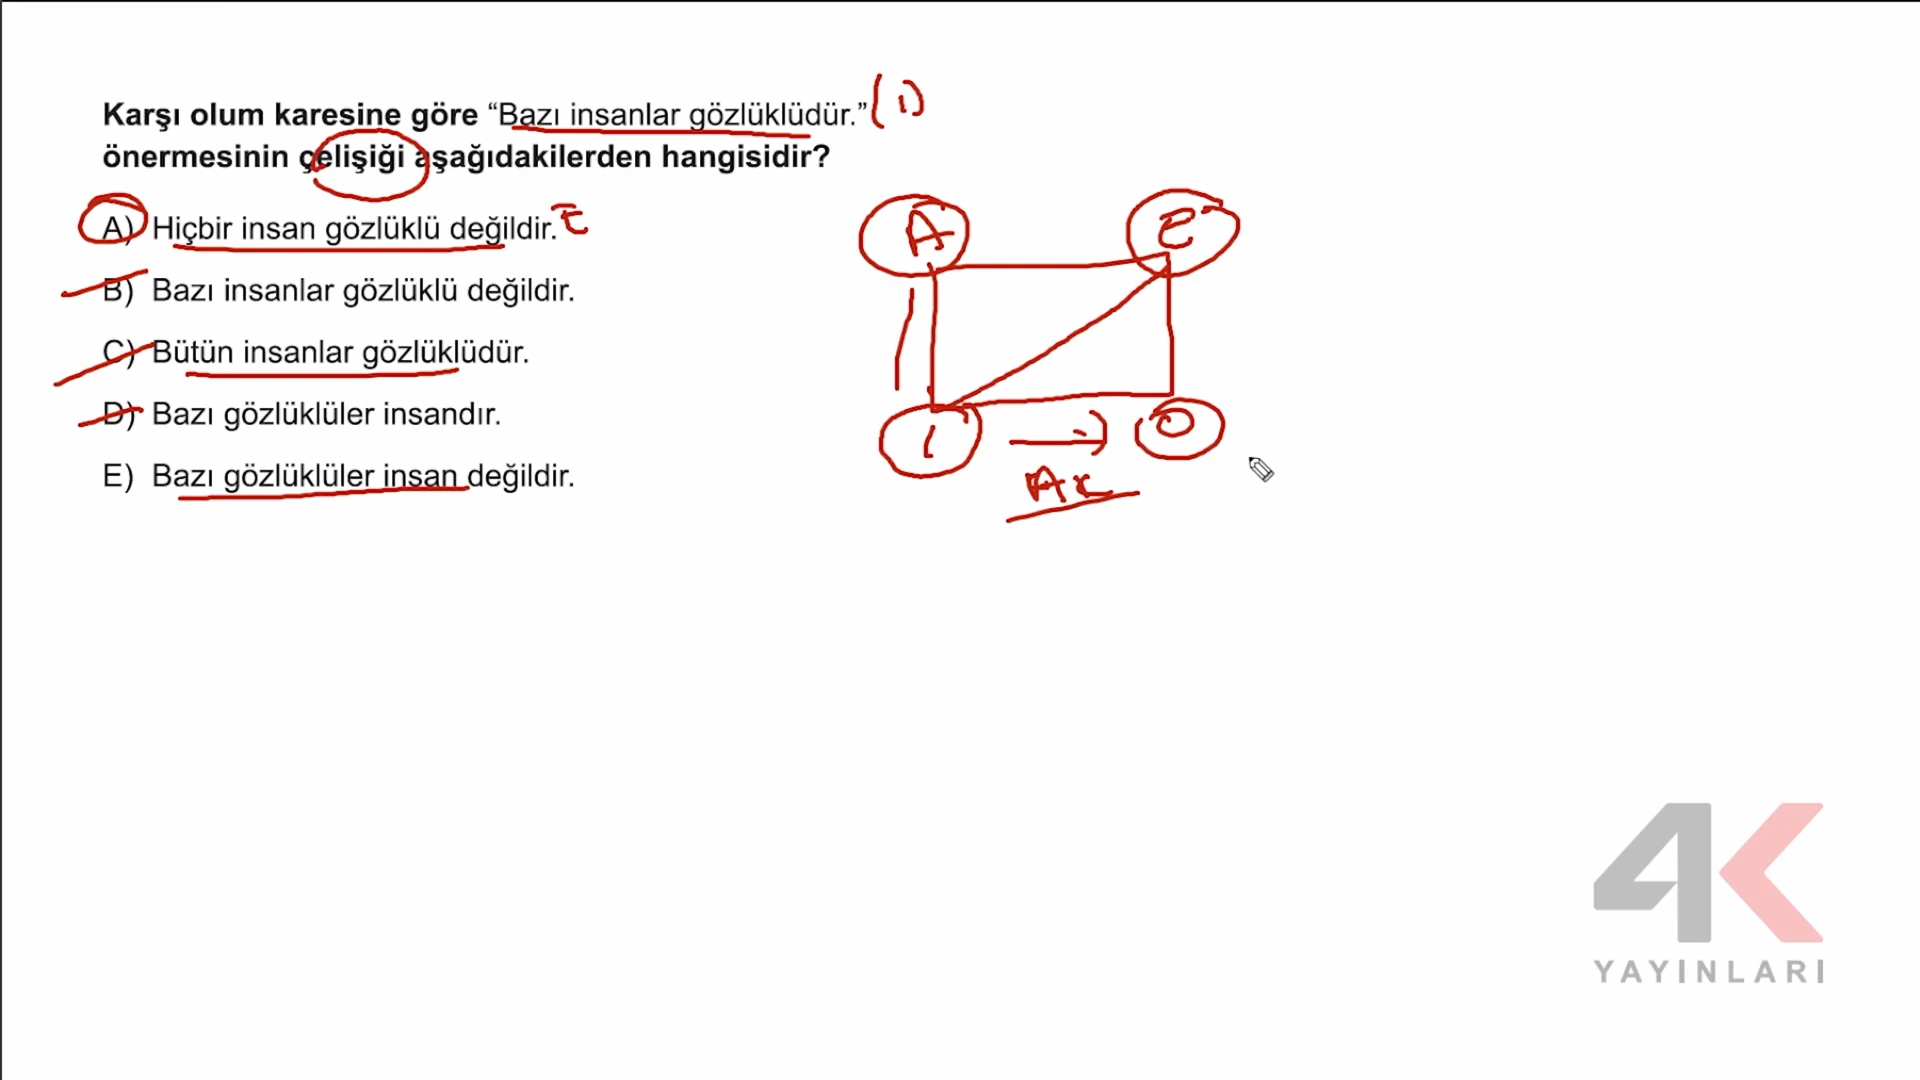 Karşı olum karesine göre “Bazı insanlar gözlüklüdür.” (1)
önermesinin çelişiği aşağıdakilerden hangisidir?
A) Hiçbir insan gözlüklü değildir. E
B) Bazı insanlar gözlüklü değildir.
C) Bütün insanlar gözlüklüdür.
D) Bazı gözlüklüler insandır.
E) Bazı gözlüklüler insan değildir.
A E
I O
4K
YAYINLARI